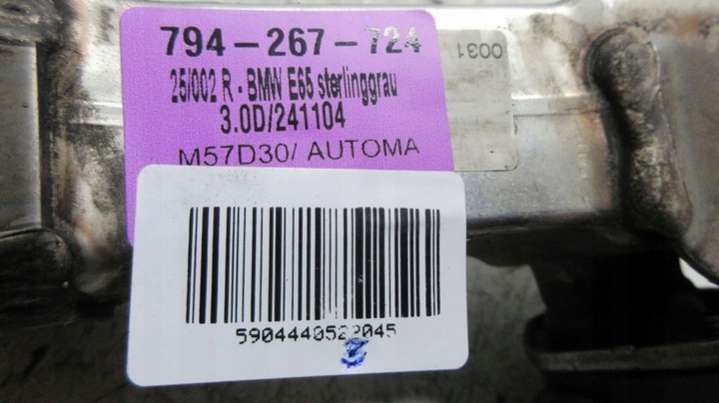 794-267-724
25/002 R - BMW E65 sterlinggrau
3.0D/241104
M57D30/ AUTOMA
0031
5904440522045